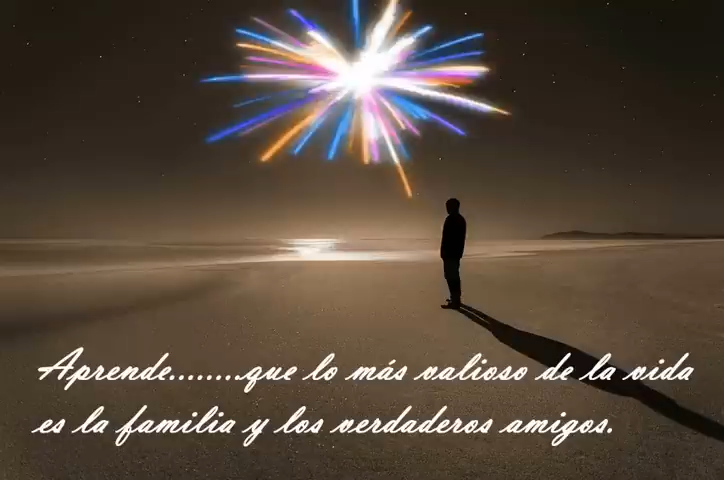 Aprende........que lo más valioso de la vida
es la familia y los verdaderos amigos.